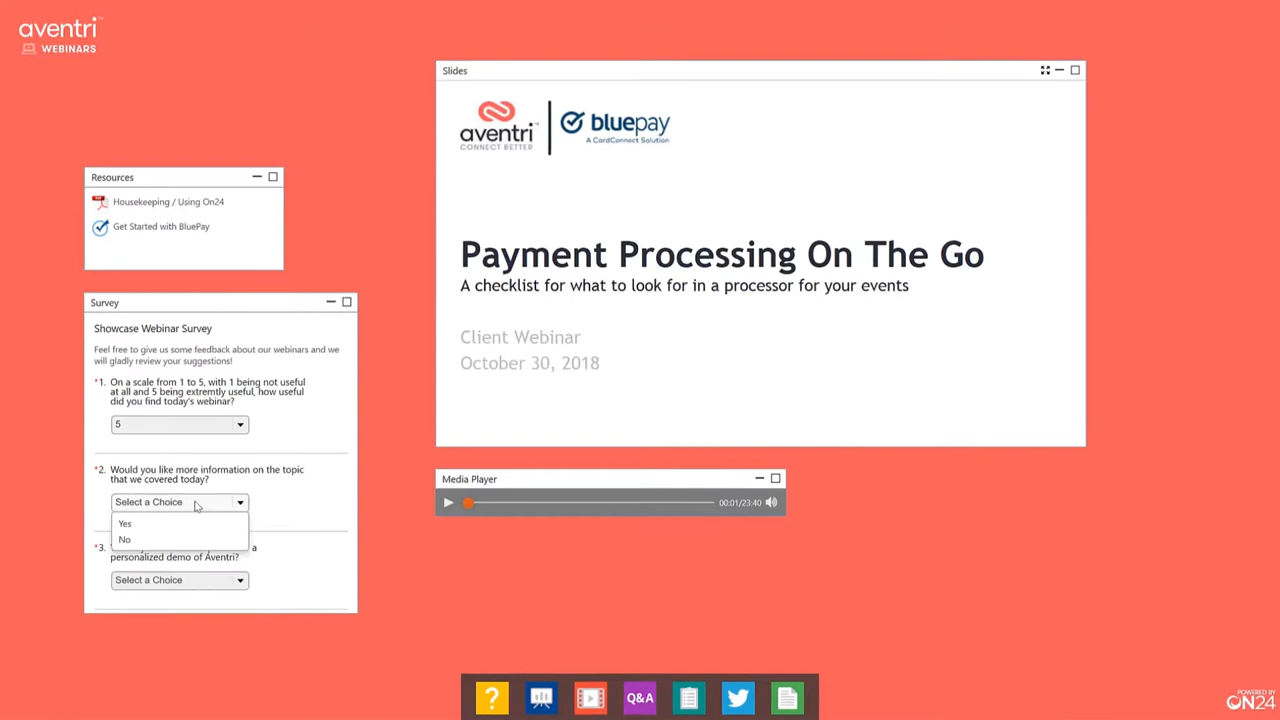 aventri™
WEBINARS
Resources
Housekeeping / Using On24
Get Started with BluePay
Survey
Showcase Webinar Survey
Feel free to give us some feedback about our webinars and we
will gladly review your suggestions!
*1. On a scale from 1 to 5, with 1 being not useful
at all and 5 being extremtly useful, how useful
did you find today's webinar?
5
*2. Would you like more information on the topic
that we covered today?
Select a Choice
Yes
No
*3. a
personalized demo of Aventri?
Select a Choice
Slides
aventri™
CONNECT BETTER
bluepay
A CardConnect Solution
Payment Processing On The Go
A checklist for what to look for in a processor for your events
Client Webinar
October 30, 2018
Media Player
00:01/23:40
?
Q&A
POWERED BY
ON24